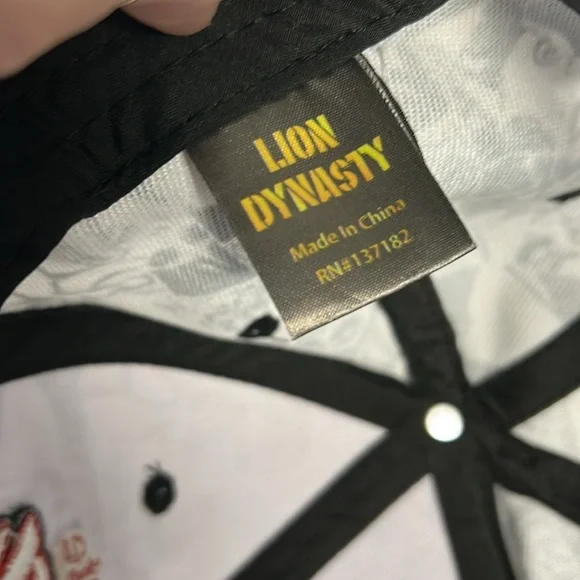 LION
DYNASTY
Made In China
RN#137182